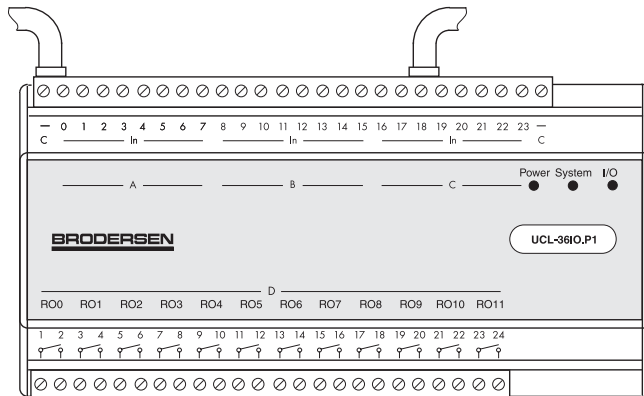 – 0 1 2 3 4 5 6 7 8 9 10 11 12 13 14 15 16 17 18 19 20 21 22 23 –
C In In In C
Power System I/O
A B C
BRODERSEN
UCL-36IO.P1
D
RO0 RO1 RO2 RO3 RO4 RO5 RO6 RO7 RO8 RO9 RO10 RO11
1 2 3 4 5 6 7 8 9 10 11 12 13 14 15 16 17 18 19 20 21 22 23 24